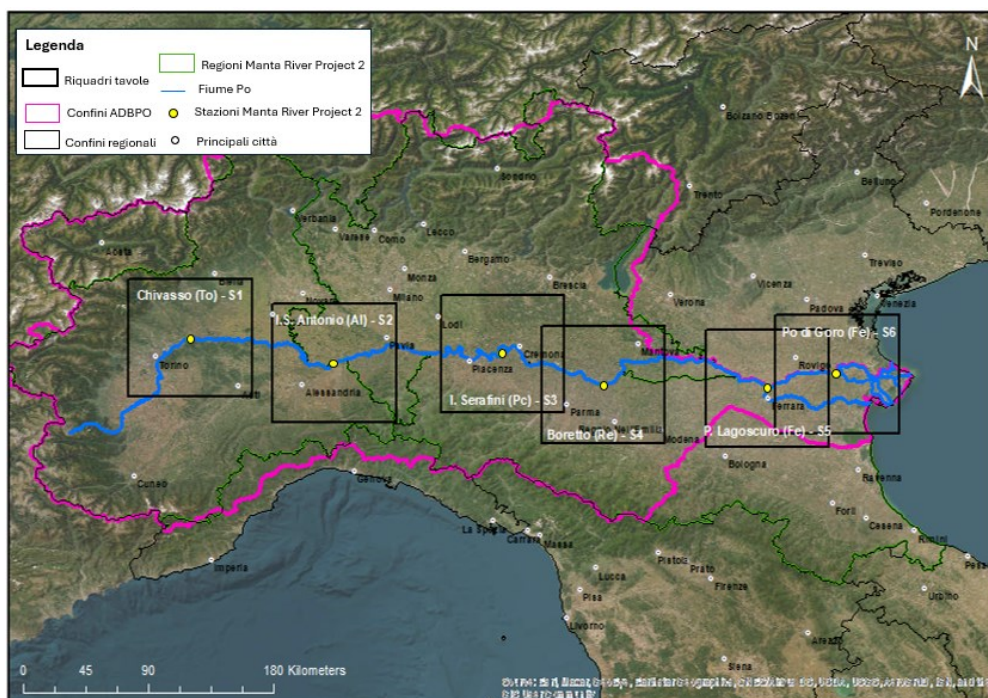 Legenda
Riquadri tavole
Confini ADBPO
Confini regionali
Regioni Manta River Project 2
Fiume Po
Stazioni Manta River Project 2
Principali città
N
Bolzano Bozen
Sondrio
Trento
Belluno
Pordenone
Verbania
Varese
Como
Lecco
Aosta
Bergamo
Treviso
Biella
Monza
Brescia
Vicenza
Novara
Milano
Verona
Padova
Venezia
Chivasso (To) - S1
I.S. Antonio (Al) - S2
Lodi
Po di Goro (Fe) - S6
Pavia
Cremona
Mantova
Rovigo
Torino
Piacenza
Asti
Alessandria
I. Serafini (Pc) - S3
Ferrara
Parma
Reggio Nell'Emilia
P. Lagoscuro (Fe) - S5
Boretto (Re) - S4
Modena
Bologna
Cuneo
Genova
Ravenna
Forlì
Cesena
La Spezia
Carrara
Massa
Rimini
Imperia
Pistoia
Prato
Pesa
Lucca
Firenze
Urbino
Pisa
Livorno
Arezzo
Siena
0 45 90 180 Kilometers